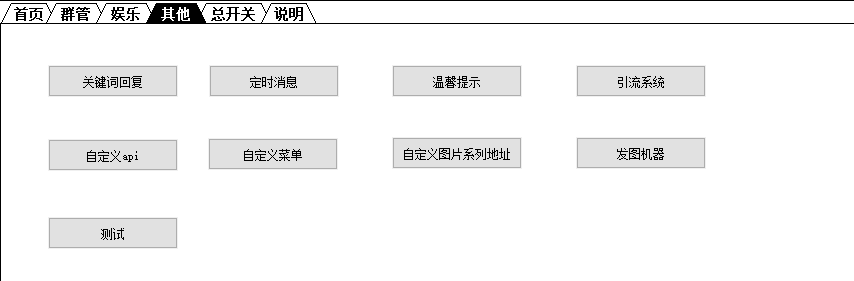 首页 群管 娱乐 其他 总开关 说明
关键词回复 定时消息 温馨提示 引流系统
自定义api 自定义菜单 自定义图片系列地址 发图机器
测试